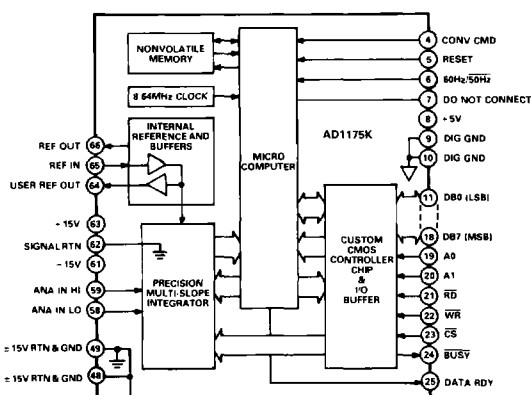 NONVOLATILE
MEMORY
8 64MHz CLOCK
INTERNAL
REFERENCE AND
BUFFERS
MICRO
COMPUTER
AD1175K
PRECISION
MULTI-SLOPE
INTEGRATOR
CUSTOM
CMOS
CONTROLLER
CHIP
&
I/O
BUFFER
REF OUT 66
REF IN 65
USER REF OUT 64
+15V 63
SIGNAL RTN 62
-15V 61
ANA IN HI 59
ANA IN LO 58
±15V RTN & GND 49
±15V RTN & GND 48
4 CONV CMD
5 RESET
6 60Hz/50Hz
7 DO NOT CONNECT
8 +5V
9 DIG GND
10 DIG GND
11 DB0 (LSB)
18 DB7 (MSB)
19 A0
20 A1
21 RD
22 WR
23 CS
24 BUSY
25 DATA RDY